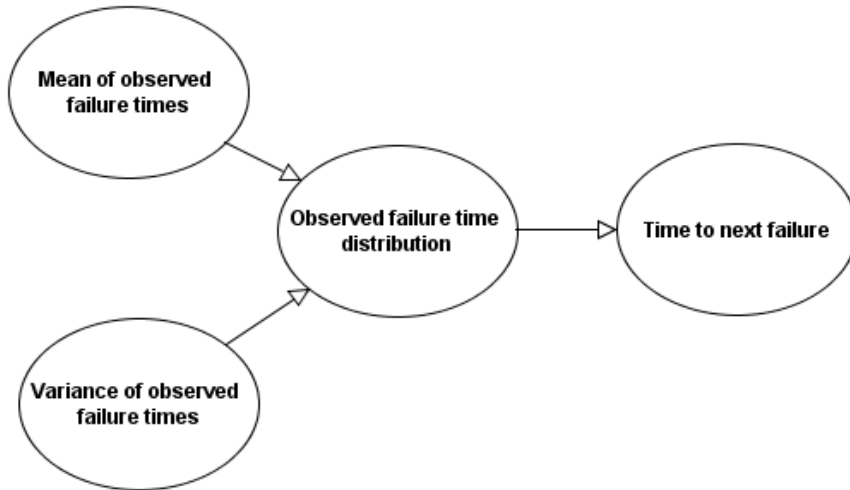 Mean of observed
failure times
Observed failure time
distribution
Time to next failure
Variance of observed
failure times